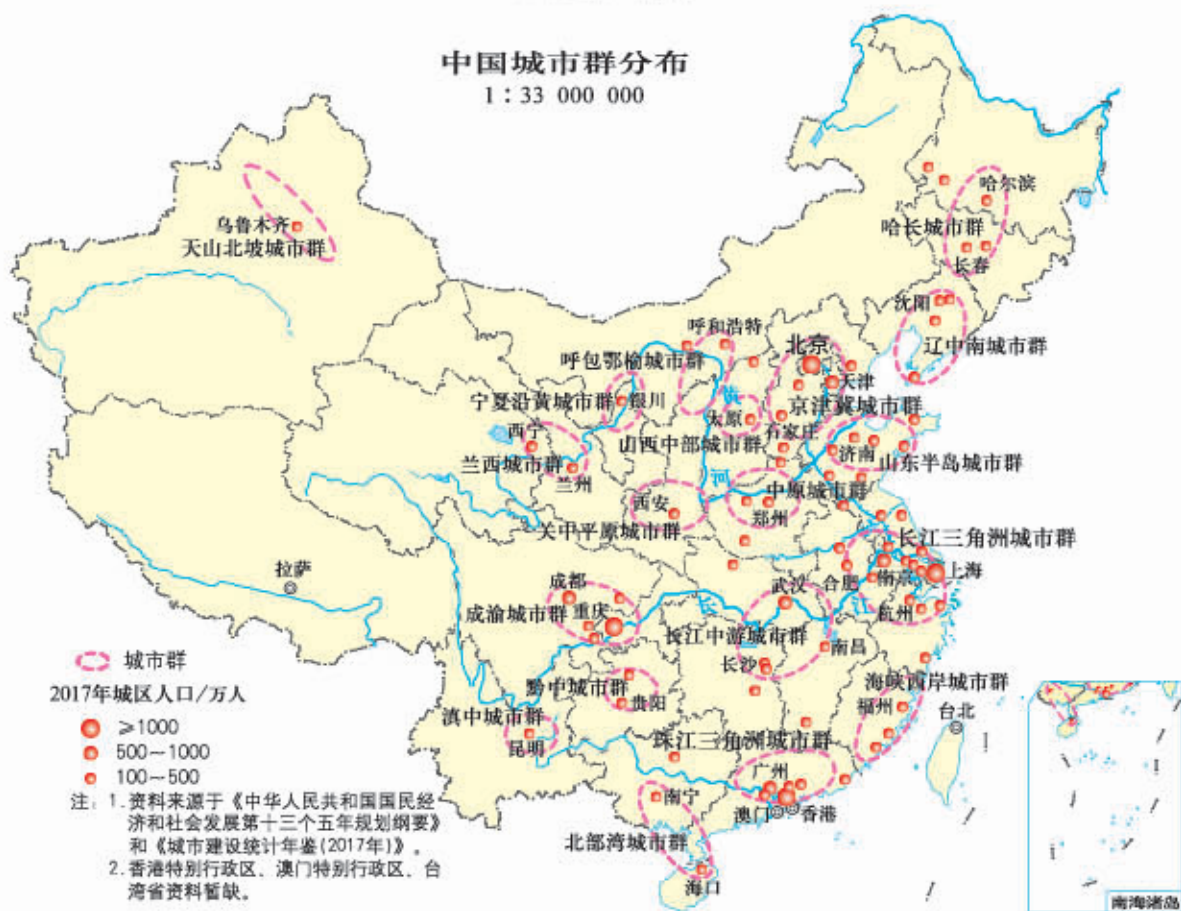 中国城市群分布
1：33 000 000
哈尔滨
哈长城市群
长春
乌鲁木齐
天山北坡城市群
沈阳
辽中南城市群
呼和浩特
呼包鄂榆城市群
北京
天津
京津冀城市群
宁夏沿黄城市群
银川
黄
太原
石家庄
山西中部城市群
西宁
兰西城市群
兰州
济南
山东半岛城市群
河
中原城市群
郑州
西安
关中平原城市群
长江三角洲城市群
上海
南京
合肥
杭州
拉萨
成都
成渝城市群
重庆
武汉
长
江
长江中游城市群
南昌
长沙
黔中城市群
贵阳
海峡西岸城市群
福州
台北
滇中城市群
昆明
珠江三角洲城市群
广州
澳门
香港
南宁
北部湾城市群
海口
城市群
2017年城区人口/万人
≥1000
500～1000
100～500
注：1.资料来源于《中华人民共和国国民经
济和社会发展第十三个五年规划纲要》
和《城市建设统计年鉴(2017年)》。
2.香港特别行政区、澳门特别行政区、台
湾省资料暂缺。
南海诸岛